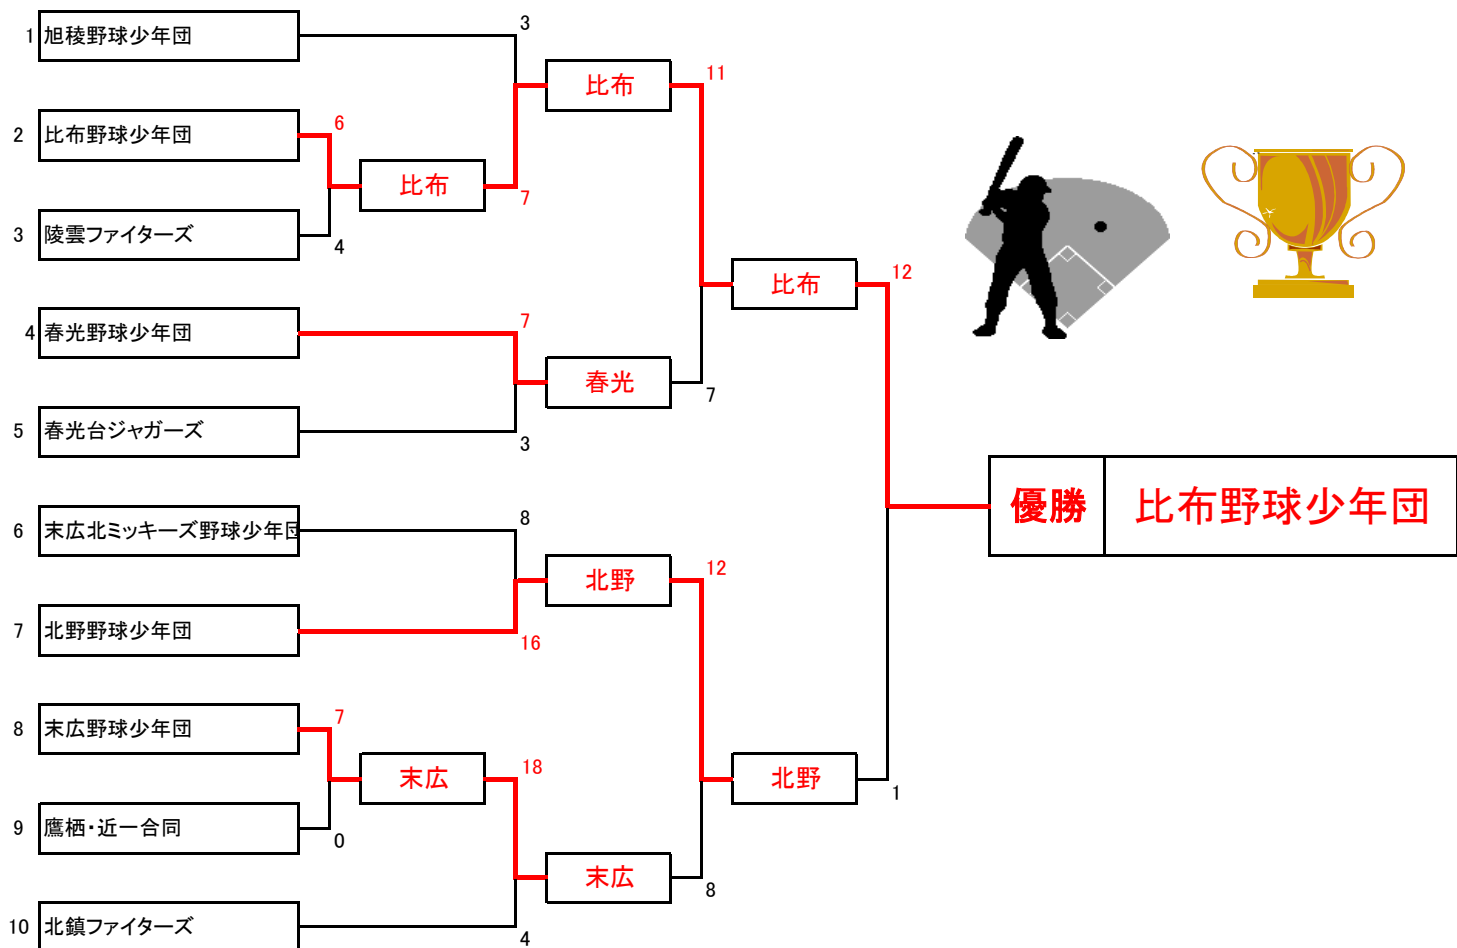 1 旭稜野球少年団
3
比布
11
2 比布野球少年団
6
比布
7
3 陵雲ファイターズ
4
比布
12
4 春光野球少年団
7
春光
7
5 春光台ジャガーズ
3
優勝 比布野球少年団
6 末広北ミッキーズ野球少年団
8
北野
12
7 北野野球少年団
16
8 末広野球少年団
7
末広
18
北野
1
9 鷹栖・近一合同
0
末広
8
10 北鎮ファイターズ
4